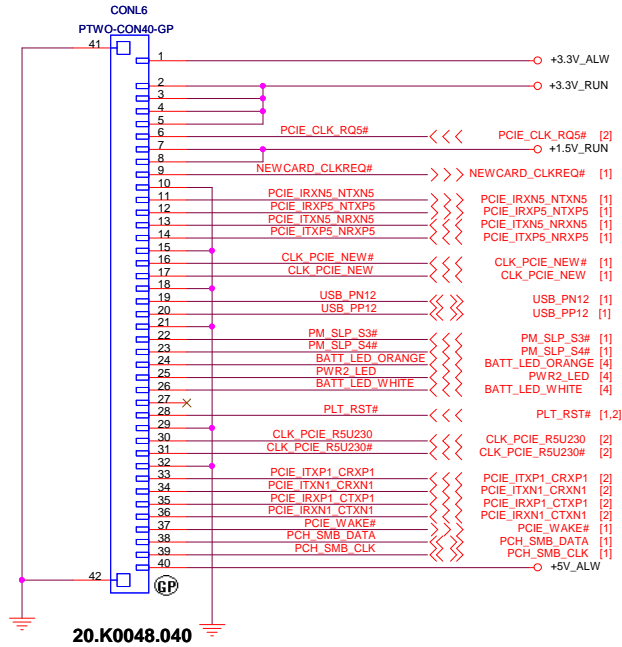 CONL6
PTWO-CON40-GP
41
1 +3.3V_ALW
2 +3.3V_RUN
3
4
5
6 PCIE_CLK_RQ5# PCIE_CLK_RQ5# [2]
7 +1.5V_RUN
8
9 NEWCARD_CLKREQ# NEWCARD_CLKREQ# [1]
10
11 PCIE_IRXN5_NTXN5 PCIE_IRXN5_NTXN5 [1]
12 PCIE_IRXP5_NTXP5 PCIE_IRXP5_NTXP5 [1]
13 PCIE_ITXN5_NRXN5 PCIE_ITXN5_NRXN5 [1]
14 PCIE_ITXP5_NRXP5 PCIE_ITXP5_NRXP5 [1]
15
16 CLK_PCIE_NEW# CLK_PCIE_NEW# [1]
17 CLK_PCIE_NEW CLK_PCIE_NEW [1]
18
19 USB_PN12 USB_PN12 [1]
20 USB_PP12 USB_PP12 [1]
21
22 PM_SLP_S3# PM_SLP_S3# [1]
23 PM_SLP_S4# PM_SLP_S4# [1]
24 BATT_LED_ORANGE BATT_LED_ORANGE [4]
25 PWR2_LED PWR2_LED [4]
26 BATT_LED_WHITE BATT_LED_WHITE [4]
27
28 PLT_RST# PLT_RST# [1,2]
29
30 CLK_PCIE_R5U230 CLK_PCIE_R5U230 [2]
31 CLK_PCIE_R5U230# CLK_PCIE_R5U230# [2]
32
33 PCIE_ITXP1_CRXP1 PCIE_ITXP1_CRXP1 [2]
34 PCIE_ITXN1_CRXN1 PCIE_ITXN1_CRXN1 [2]
35 PCIE_IRXP1_CTXP1 PCIE_IRXP1_CTXP1 [2]
36 PCIE_IRXN1_CTXN1 PCIE_IRXN1_CTXN1 [2]
37 PCIE_WAKE# PCIE_WAKE# [1]
38 PCH_SMB_DATA PCH_SMB_DATA [1]
39 PCH_SMB_CLK PCH_SMB_CLK [1]
40 +5V_ALW
42
GP
20.K0048.040